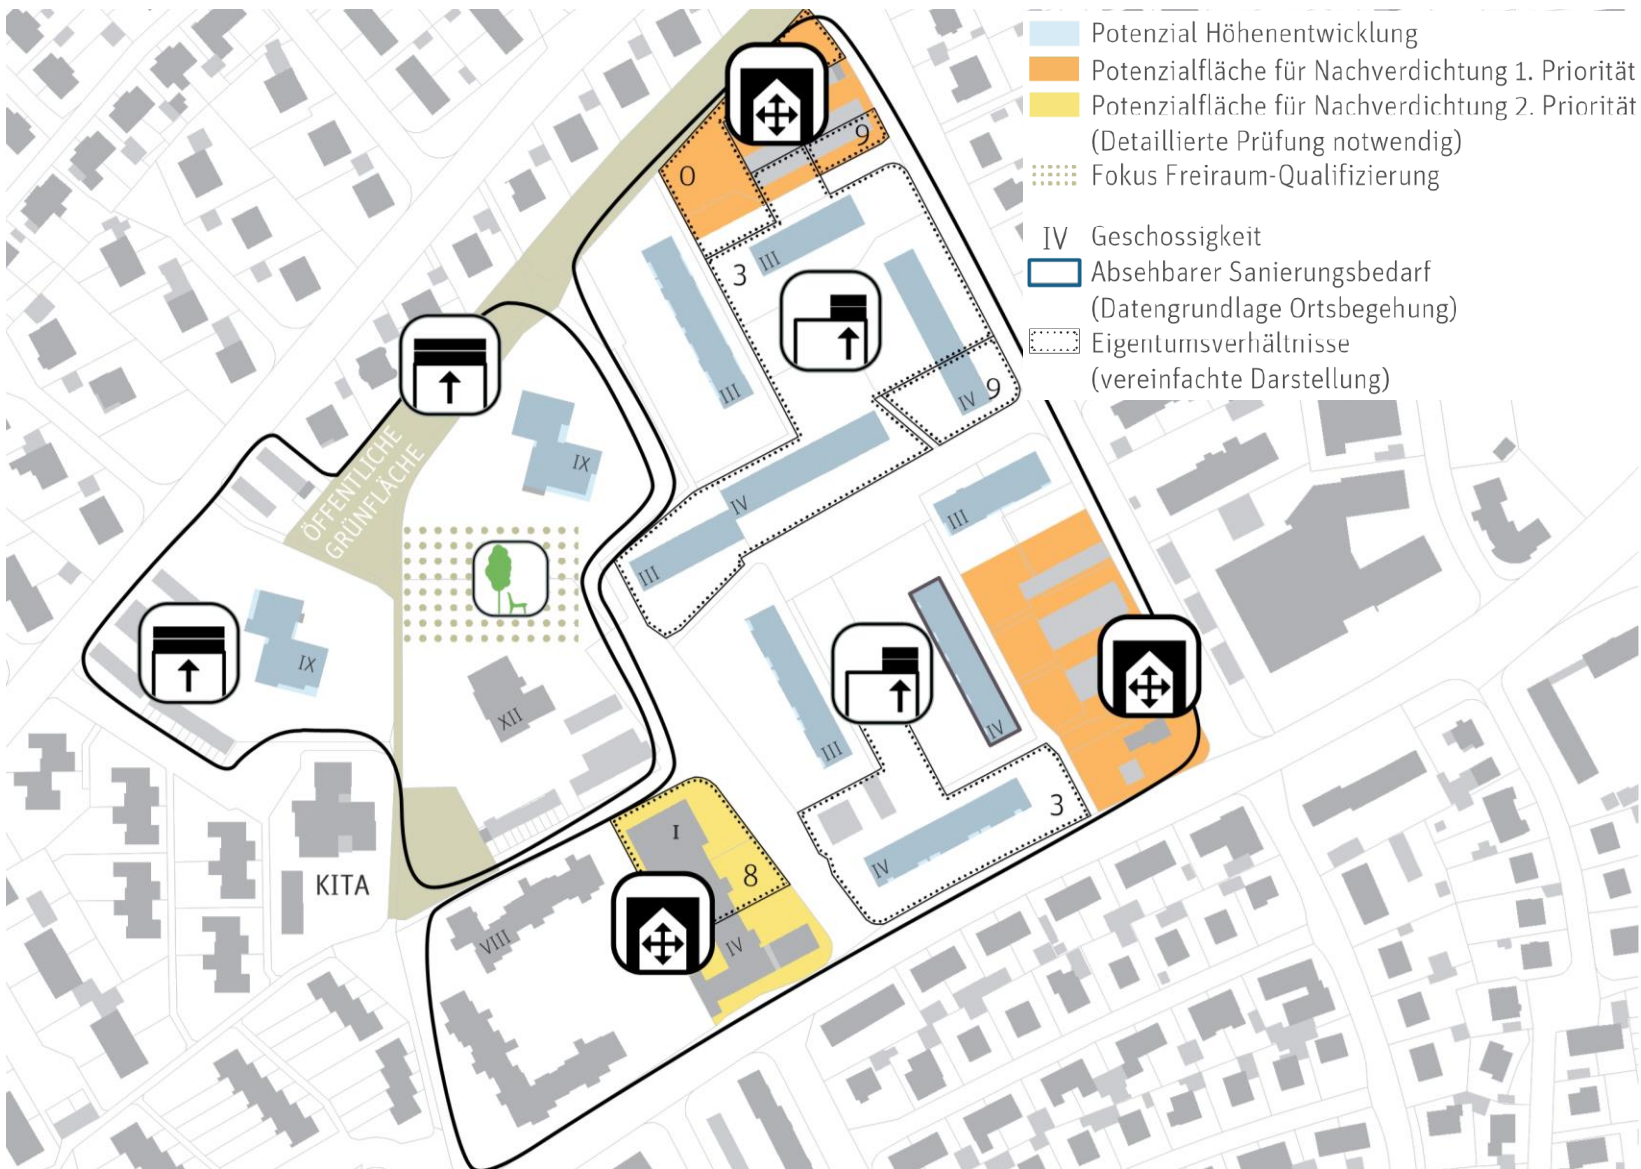 Potenzial Höhenentwicklung
Potenzialfläche für Nachverdichtung 1. Priorität
Potenzialfläche für Nachverdichtung 2. Priorität
(Detaillierte Prüfung notwendig)
Fokus Freiraum-Qualifizierung
IV Geschossigkeit
Absehbarer Sanierungsbedarf
(Datengrundlage Ortsbegehung)
Eigentumsverhältnisse
(vereinfachte Darstellung)
9
0
III
3
III
IV
9
ÖFFENTLICHE
GRÜNFLÄCHE
IX
IV
III
III
IX
XII
III
IV
3
I
IV
8
KITA
VIII
IV